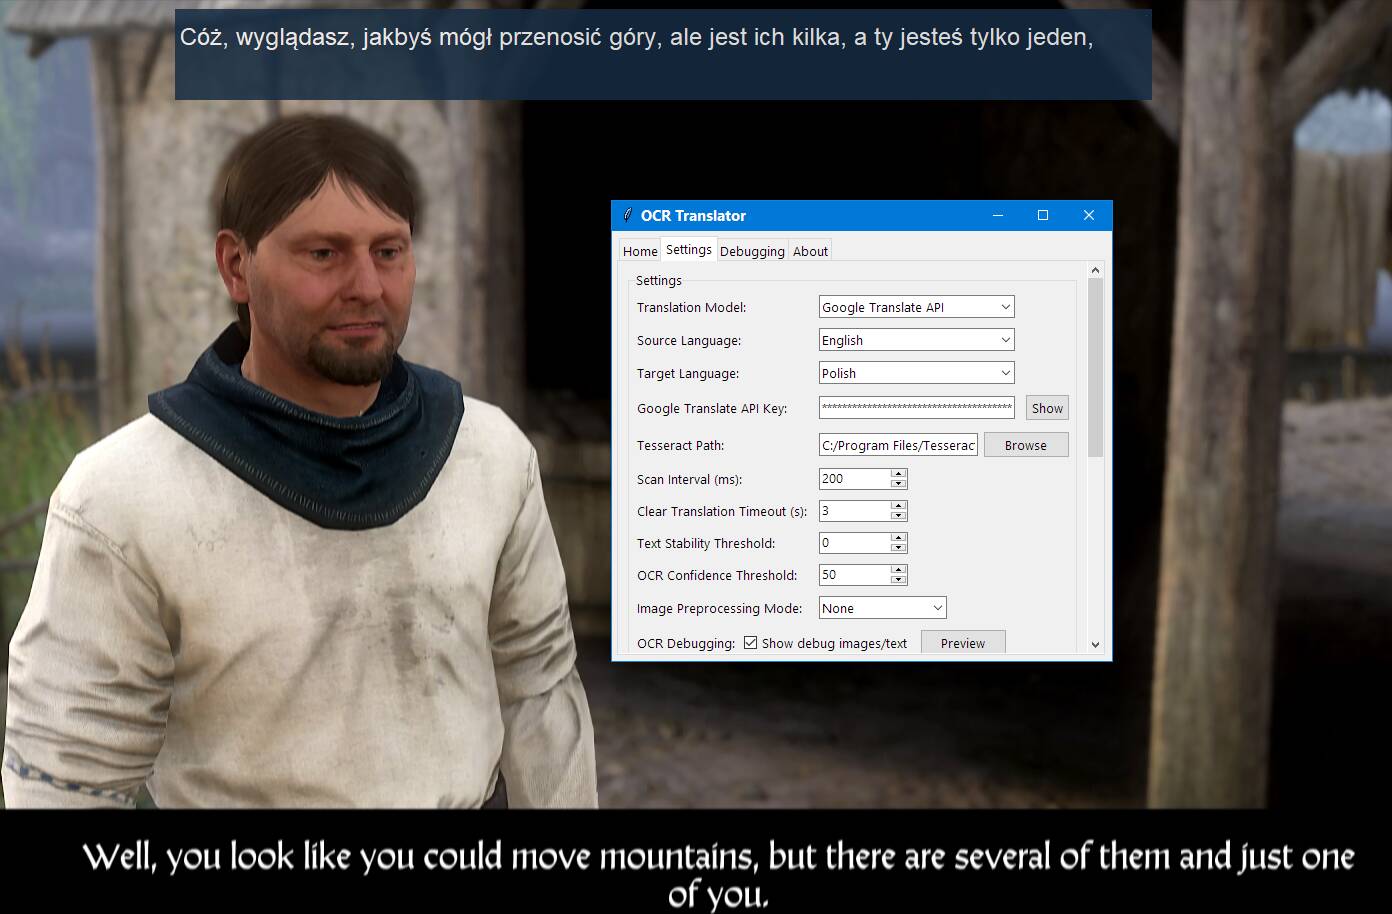 Cóż, wyglądasz, jakbyś mógł przenosić góry, ale jest ich kilka, a ty jesteś tylko jeden,
OCR Translator
Home Settings Debugging About
Settings
Translation Model: Google Translate API
Source Language: English
Target Language: Polish
Google Translate API Key: ************************************** Show
Tesseract Path: C:/Program Files/Tesserac Browse
Scan Interval (ms): 200
Clear Translation Timeout (s): 3
Text Stability Threshold: 0
OCR Confidence Threshold: 50
Image Preprocessing Mode: None
OCR Debugging: Show debug images/text Preview
Well, you look like you could move mountains, but there are several of them and just one
of you.